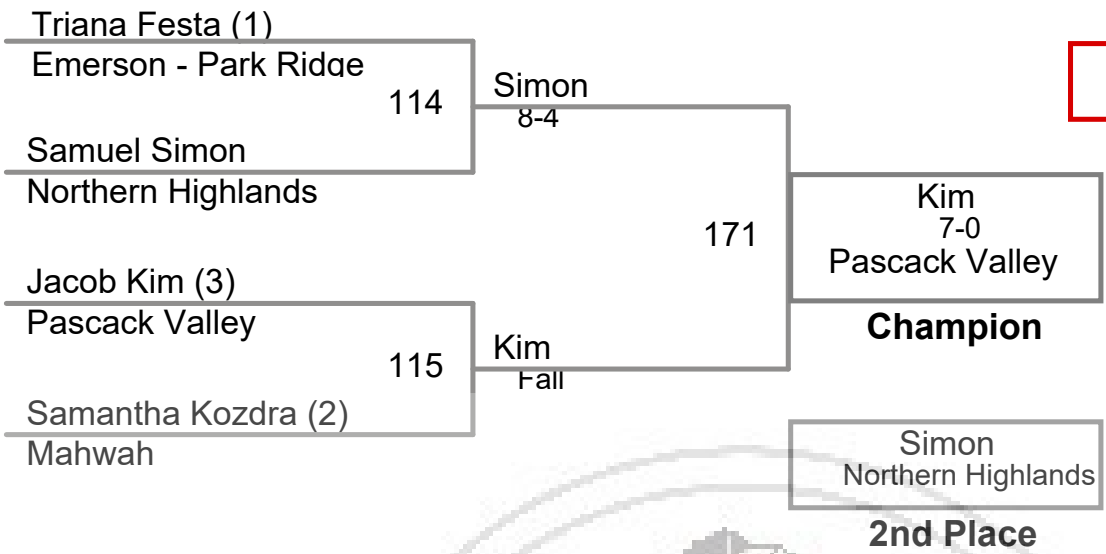 Triana Festa (1)
Emerson - Park Ridge
114
Simon
8-4
Samuel Simon
Northern Highlands
171
Kim
7-0
Pascack Valley
Champion
Jacob Kim (3)
Pascack Valley
115
Kim
Fall
Samantha Kozdra (2)
Mahwah
Simon
Northern Highlands
2nd Place